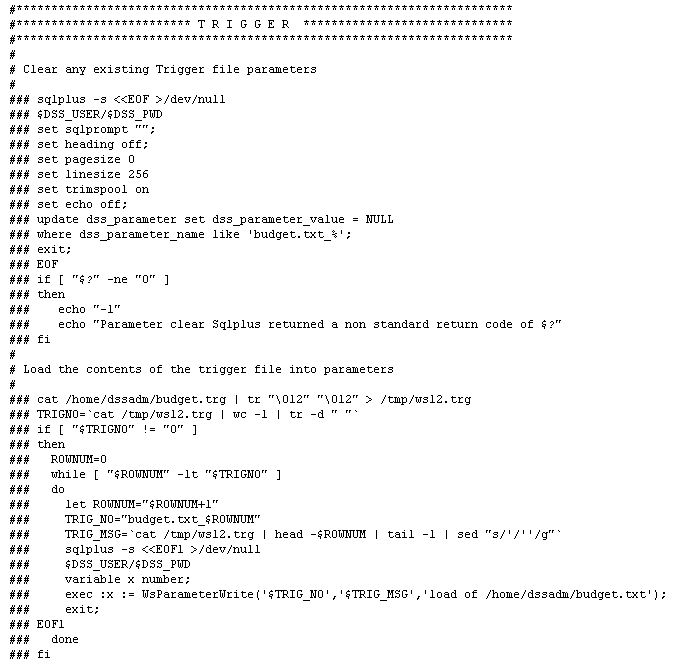 #***********************************************************************
#************************* T R I G G E R ******************************
#***********************************************************************
#
# Clear any existing Trigger file parameters
#
### sqlplus -s <<EOF >/dev/null
### $DSS_USER/$DSS_PWD
### set sqlprompt "";
### set heading off;
### set pagesize 0
### set linesize 256
### set trimspool on
### set echo off;
### update dss_parameter set dss_parameter_value = NULL
### where dss_parameter_name like 'budget.txt_%';
### exit;
### EOF
### if [ "$?" -ne "0" ]
### then
###    echo "-1"
###    echo "Parameter clear Sqlplus returned a non standard return code of $?"
### fi
#
# Load the contents of the trigger file into parameters
#
### cat /home/dssadm/budget.trg | tr "\012" "\012" > /tmp/wsl2.trg
### TRIGNO=`cat /tmp/wsl2.trg | wc -l | tr -d " "`
### if [ "$TRIGNO" != "0" ]
### then
###   ROWNUM=0
###   while [ "$ROWNUM" -lt "$TRIGNO" ]
###   do
###     let ROWNUM="$ROWNUM+1"
###     TRIG_NO="budget.txt_$ROWNUM"
###     TRIG_MSG=`cat /tmp/wsl2.trg | head -$ROWNUM | tail -1 | sed "s/'/''/g"`
###     sqlplus -s <<EOF1 >/dev/null
###     $DSS_USER/$DSS_PWD
###     variable x number;
###     exec :x := WsParameterWrite('$TRIG_NO','$TRIG_MSG','load of /home/dssadm/budget.txt');
###     exit;
### EOF1
###   done
### fi